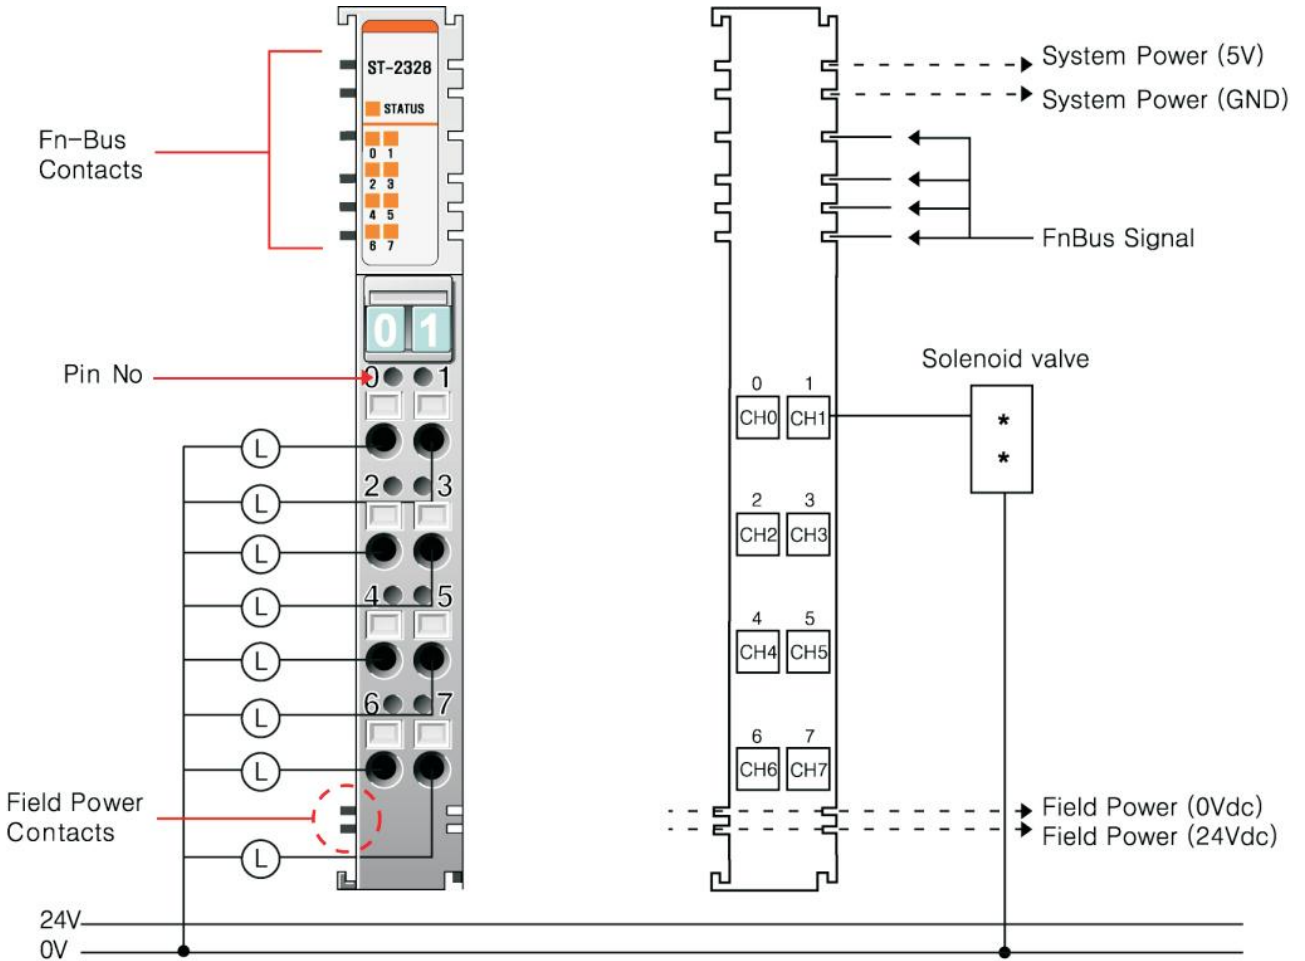 ST-2328
STATUS
0 1
2 3
4 5
6 7
Fn-Bus
Contacts
01
Pin No
0 1
L
2 3
L
L
4 5
L
L
6 7
L
L
Field Power
Contacts
L
24V
0V
System Power (5V)
System Power (GND)
FnBus Signal
Solenoid valve
*
*
0 1
CH0 CH1
2 3
CH2 CH3
4 5
CH4 CH5
6 7
CH6 CH7
Field Power (0Vdc)
Field Power (24Vdc)